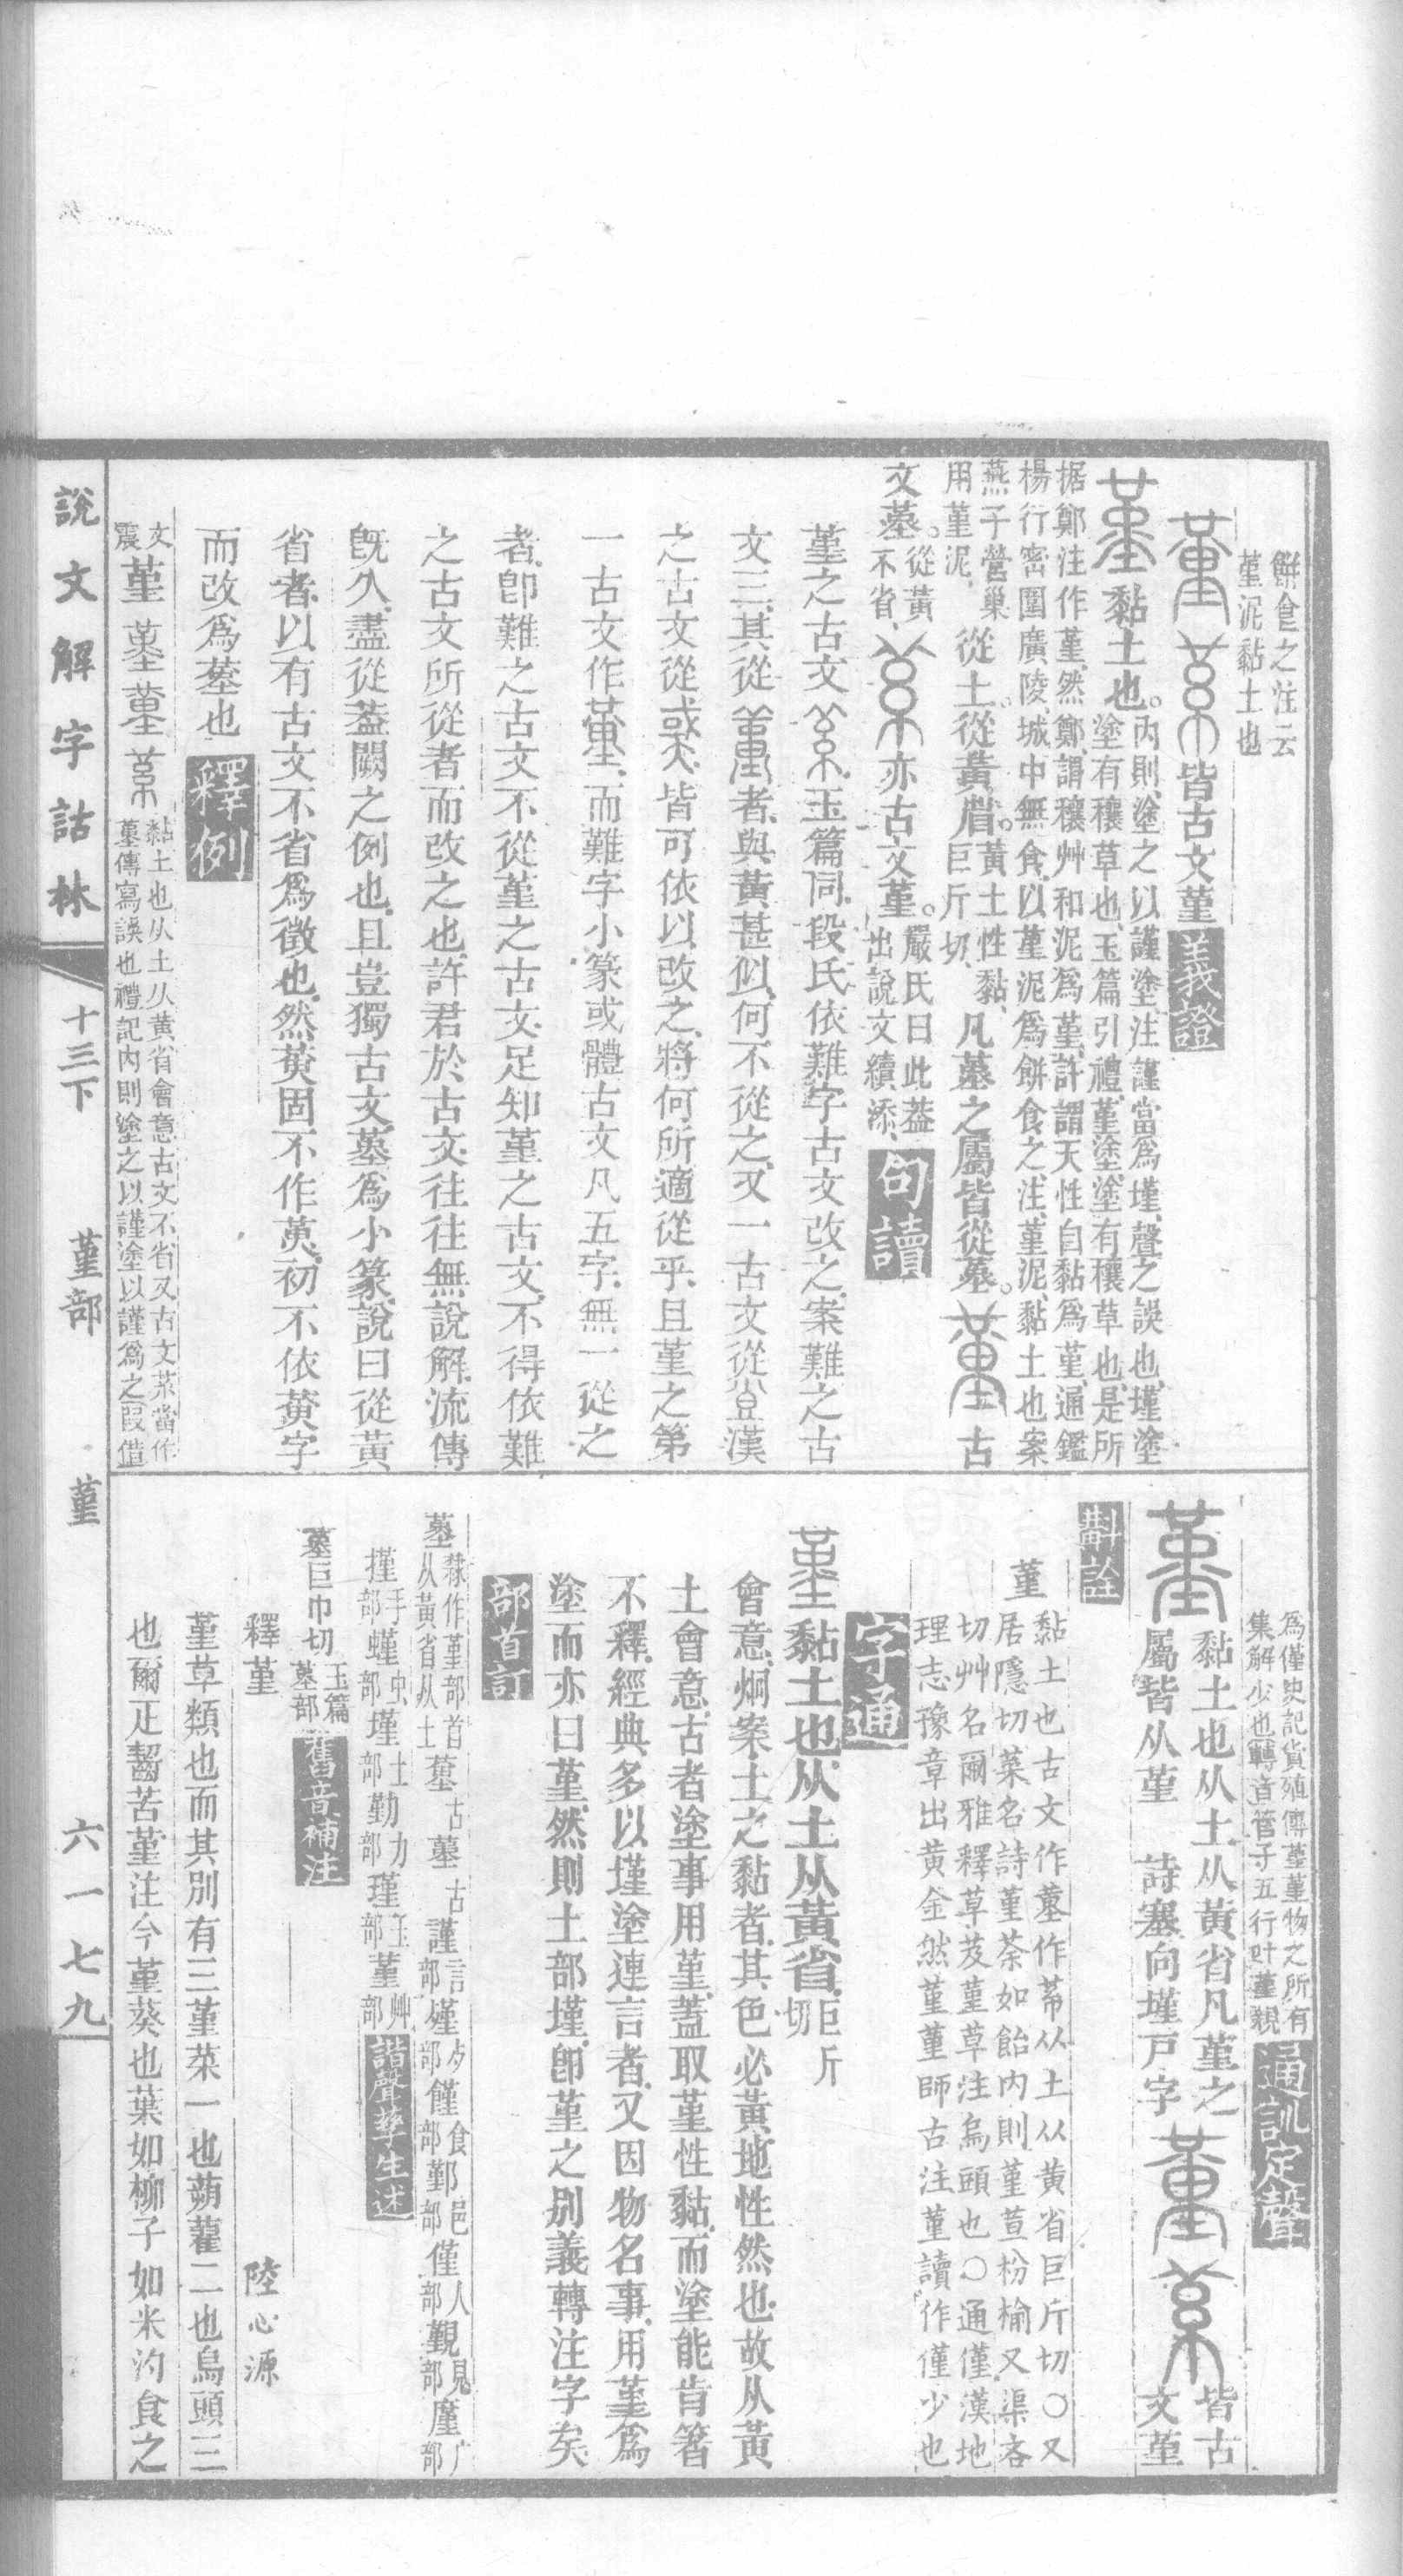 餅食之注云
堇泥黏土也
皆古文堇 義證
黏土也。內則塗之以謹塗注謹當爲墐聲之誤也墐塗
塗有穰草也玉篇引禮堇塗塗有穰草也是所
据鄭注作堇然鄭謂穰艸和泥爲堇許謂天性自黏爲堇通鑑
楊行密圍廣陵城中無食以堇泥爲餅食之注堇泥黏土也案
燕子營巢
用堇泥
從土。從黃省。黃土性黏、巨斤切、凡墓之屬皆從墓。古
文墓。從黃不省、亦古文堇。嚴氏曰此葢出說文續添、句讀
堇之古文玉篇同段氏依難字古文改之案難之古
文三其從者與黃甚似何不從之又一古文從豈漢
之古文從或皆可依以改之將何所適從乎且堇之第
一古文作而難字小篆或體古文凡五字無一從之
者卽難之古文不從堇之古文足知堇之古文不得依難
之古文所從者而改之也許君於古文往往無說解流傳
旣久盡從葢闕之例也且豈獨古文墓爲小篆說曰從黃
省者以有古文不省爲徵也然黃固不作初不依黃字
而改爲墓也 釋例
文
震
黏土也从土从黃省會意古文不省又古文當作
傳寫誤也禮記內則塗之以謹塗以謹爲之叚借
爲僅史記貨殖傳堇堇物之所有
集解少也轉音管子五行叶堇親 通訓定聲
黏土也从土从黃省凡堇之
屬皆从堇 詩塞向墐戸字
皆古
文堇
斠詮
堇 黏土也古文作作从土从黃省巨斤切○又
居隱切菜名詩堇荼如飴內則堇荁枌榆又渠吝
切艸名爾雅釋草芨堇草注烏頭也○通僅漢地
理志豫章出黃金然堇堇師古注堇讀作僅少也
字通
黏土也从土从黃省巨斤切
會意炯案土之黏者其色必黃地性然也故从黃
土會意古者塗事用堇蓋取堇性黏而塗能肯箸
不釋經典多以墐塗連言者又因物名事用堇爲
塗而亦曰堇然則土部墐卽堇之別義轉注字矣
部首訂
隸作堇部首
从黃省从土
古 古 謹言部 殣歹部 饉食部 鄞邑部 僅人部 覲見部 廑广部
手部 螼虫部 墐土部 勤力部 瑾玉部 堇艸部 諧聲孳生述
巨巾切 玉篇部 舊音補注
釋堇 陸心源
堇草類也而其別有三堇菜一也蒴藋二也烏頭三
也爾疋齧苦堇注今堇葵也葉如柳子如米汋食之
說文解字詁林 十三下 堇部 堇 六一七九